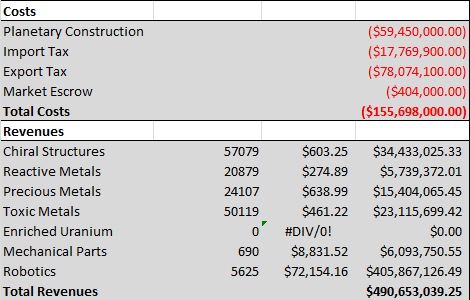 Costs
Planetary Construction ($59,450,000.00)
Import Tax ($17,769,900.00)
Export Tax ($78,074,100.00)
Market Escrow ($404,000.00)
Total Costs ($155,698,000.00)
Revenues
Chiral Structures 57079 $603.25 $34,433,025.33
Reactive Metals 20879 $274.89 $5,739,372.01
Precious Metals 24107 $638.99 $15,404,065.45
Toxic Metals 50119 $461.22 $23,115,699.42
Enriched Uranium 0 #DIV/0! $0.00
Mechanical Parts 690 $8,831.52 $6,093,750.55
Robotics 5625 $72,154.16 $405,867,126.49
Total Revenues $490,653,039.25